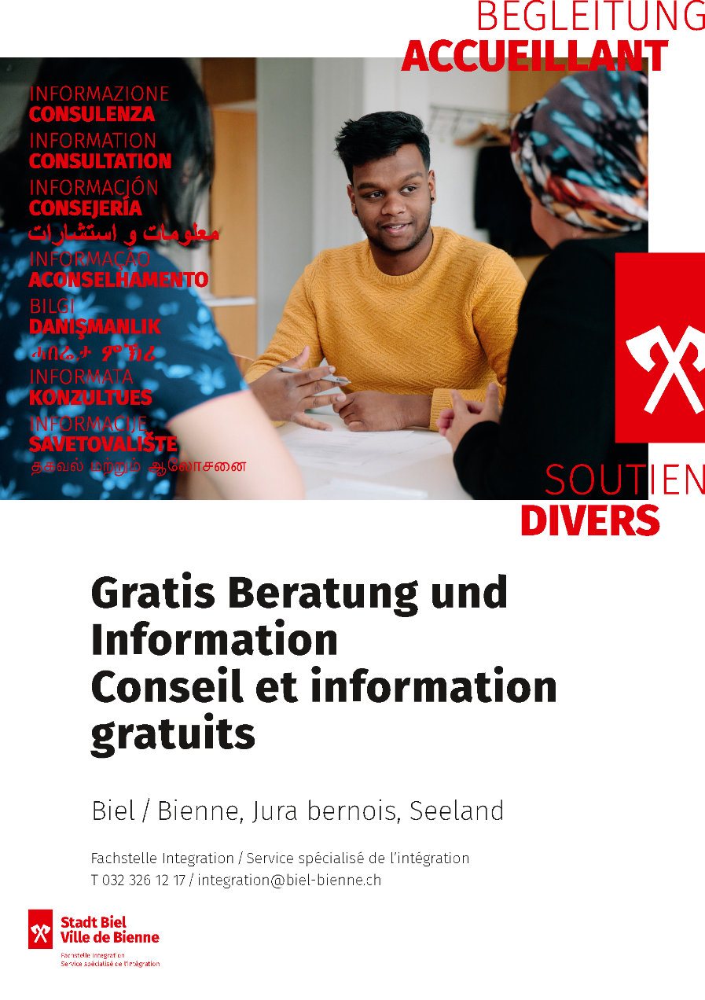 BEGLEITUNG
ACCUEILLANT
INFORMAZIONE
CONSULENZA
INFORMATION
CONSULTATION
INFORMACIÓN
CONSEJERÍA
معلومات و استشارات
INFORMAÇÃO
ACONSELHAMENTO
BILGI
DANIŞMANLIK
ሓበሬታ ምኽሪ
INFORMATA
KONZULTUES
INFORMACIJE
SAVETOVALIŠTE
தகவல் மற்றும் ஆலோசனை
SOUTIEN
DIVERS
Gratis Beratung und
Information
Conseil et information
gratuits
Biel / Bienne, Jura bernois, Seeland
Fachstelle Integration / Service spécialisé de l’intégration
T 032 326 12 17 / integration@biel-bienne.ch
Stadt Biel
Ville de Bienne
Fachstelle Integration
Service spécialisé de l'intégration